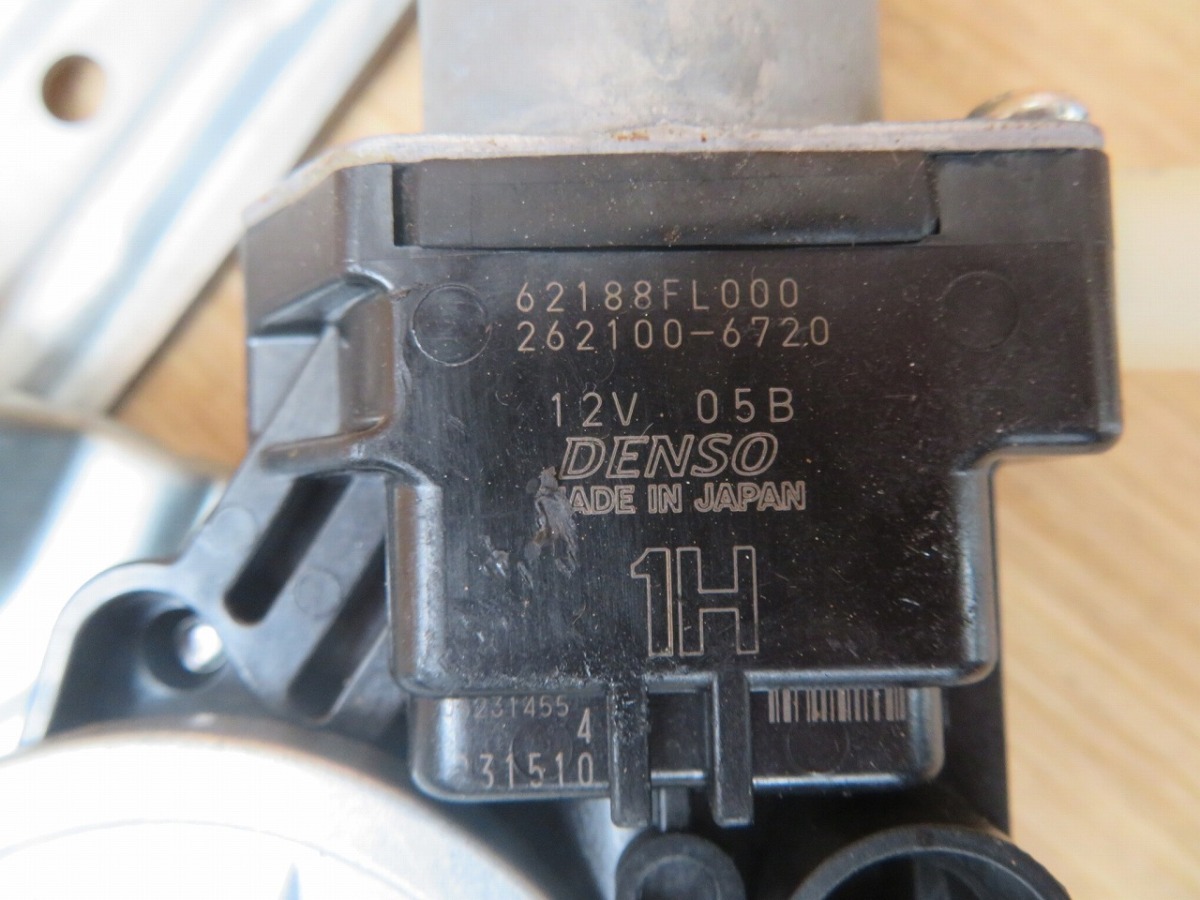 62188FL000
262100-6720
12V 05B
DENSO
MADE IN JAPAN
1H
231455
4
31510